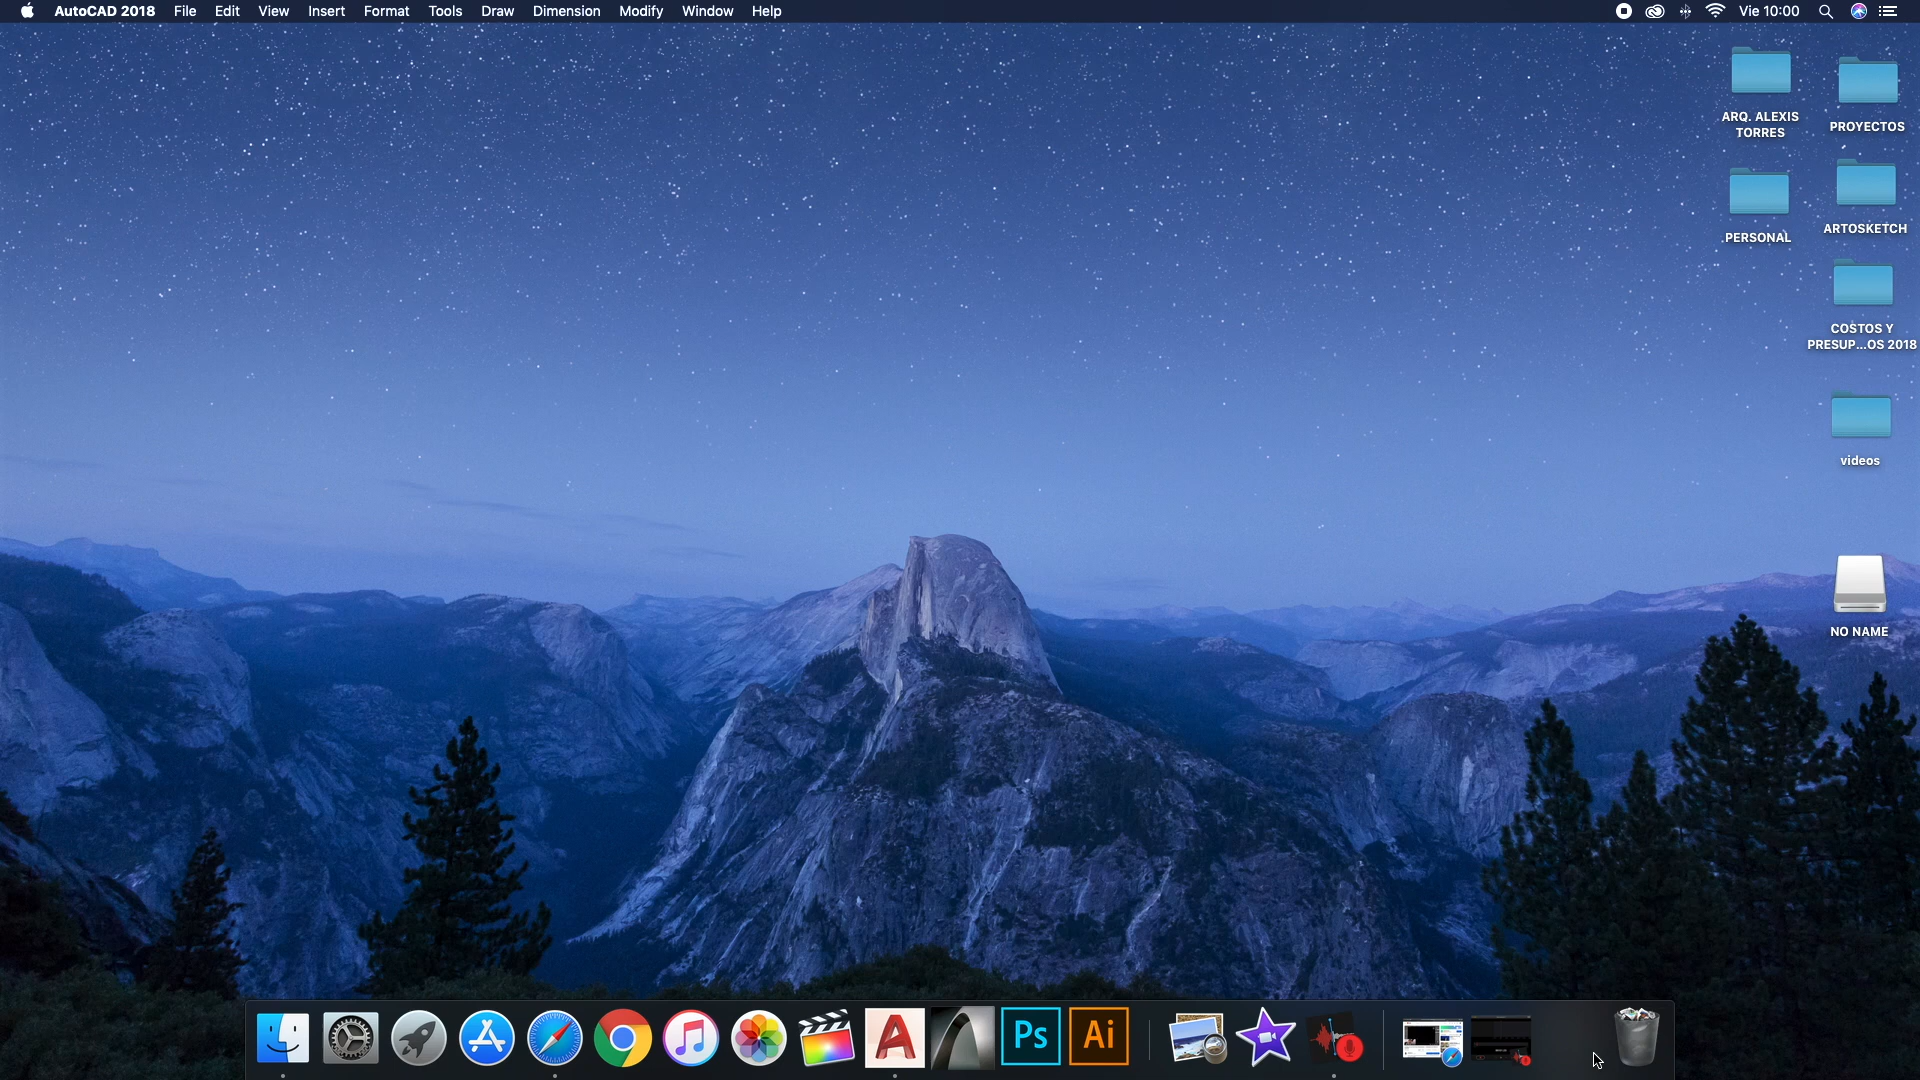 AutoCAD 2018 File Edit View Insert Format Tools Draw Dimension Modify Window Help Vie 10:00
ARQ. ALEXIS
TORRES
PROYECTOS
PERSONAL
ARTOSKETCH
COSTOS Y
PRESUP...OS 2018
videos
NO NAME
Ps
Ai